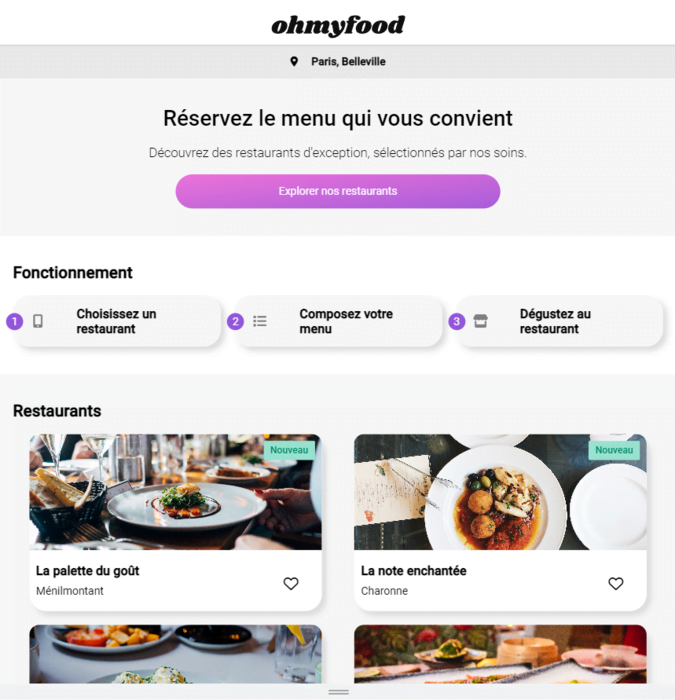 ohmyfood
Paris, Belleville
Réservez le menu qui vous convient
Découvrez des restaurants d'exception, sélectionnés par nos soins.
Explorer nos restaurants
Fonctionnement
1
Choisissez un
restaurant
2
Composez votre
menu
3
Dégustez au
restaurant
Restaurants
Nouveau
Nouveau
La palette du goût
Ménilmontant
La note enchantée
Charonne